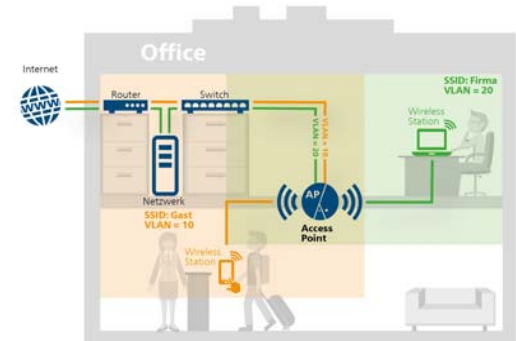 Office
Internet
WWW
Router
Switch
SSID: Firma
VLAN = 20
Wireless
Station
VLAN = 20
VLAN = 10
Netzwerk
SSID: Gast
VLAN = 10
AP
Access
Point
Wireless
Station